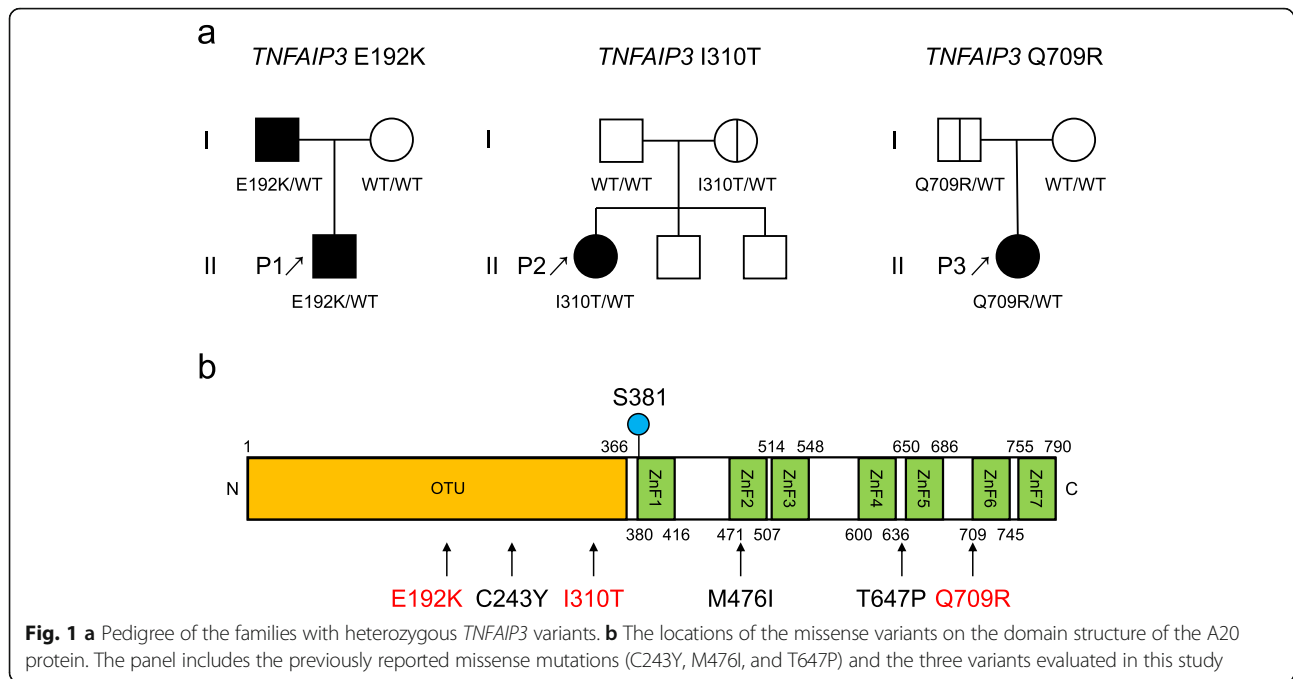 a
TNFAIP3 E192K
TNFAIP3 I310T
TNFAIP3 Q709R
I
I
I
E192K/WT
WT/WT
WT/WT
I310T/WT
Q709R/WT
WT/WT
II
P1
II
P2
II
P3
E192K/WT
I310T/WT
Q709R/WT
b
S381
1
366
514
548
650
686
755
790
N
OTU
ZnF1
ZnF2
ZnF3
ZnF4
ZnF5
ZnF6
ZnF7
C
380
416
471
507
600
636
709
745
E192K
C243Y
I310T
M476I
T647P
Q709R
Fig. 1 a Pedigree of the families with heterozygous TNFAIP3 variants. b The locations of the missense variants on the domain structure of the A20
protein. The panel includes the previously reported missense mutations (C243Y, M476I, and T647P) and the three variants evaluated in this study